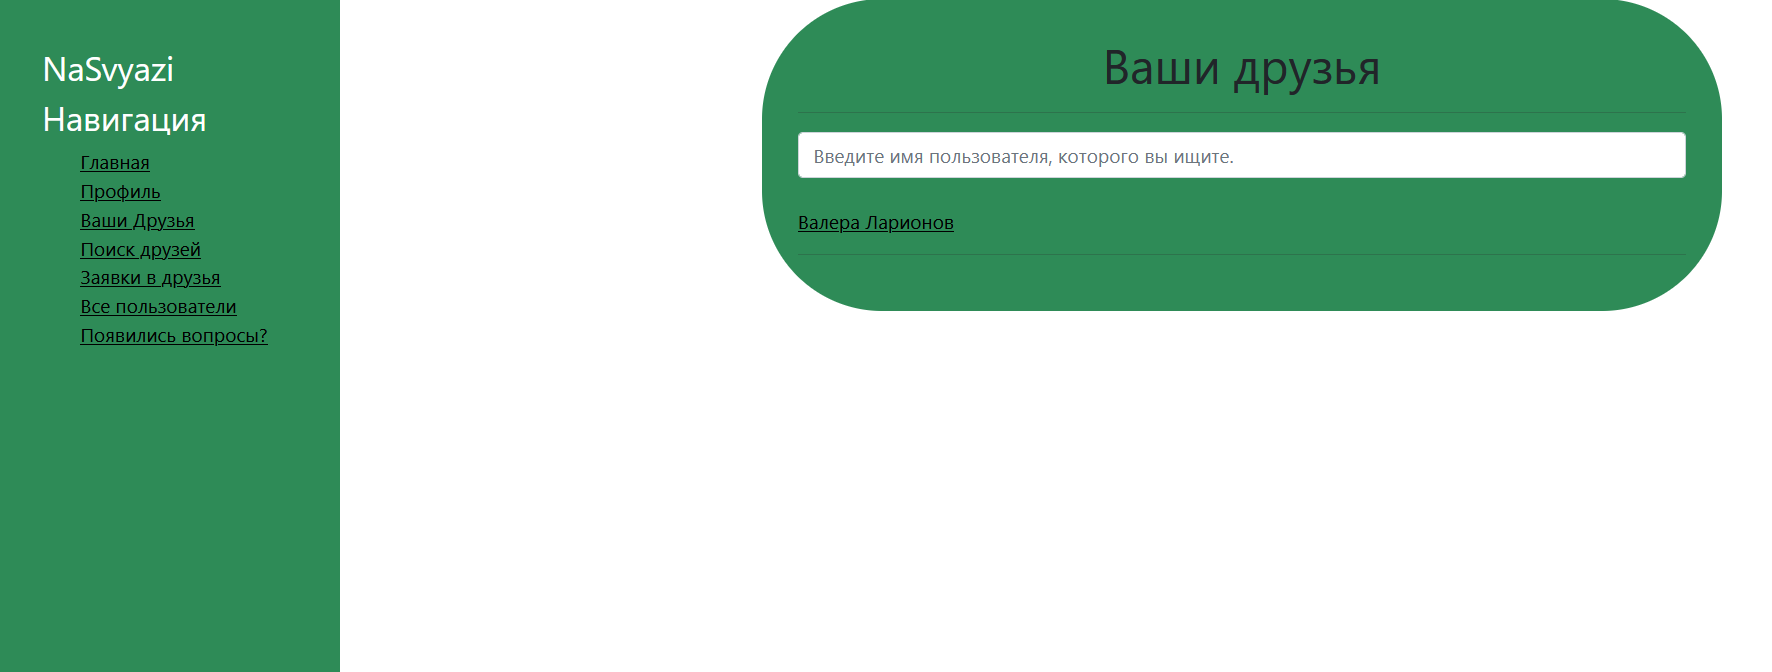 NaSvyazi
Навигация
Главная
Профиль
Ваши Друзья
Поиск друзей
Заявки в друзья
Все пользователи
Появились вопросы?
Ваши друзья
Введите имя пользователя, которого вы ищите.
Валера Ларионов